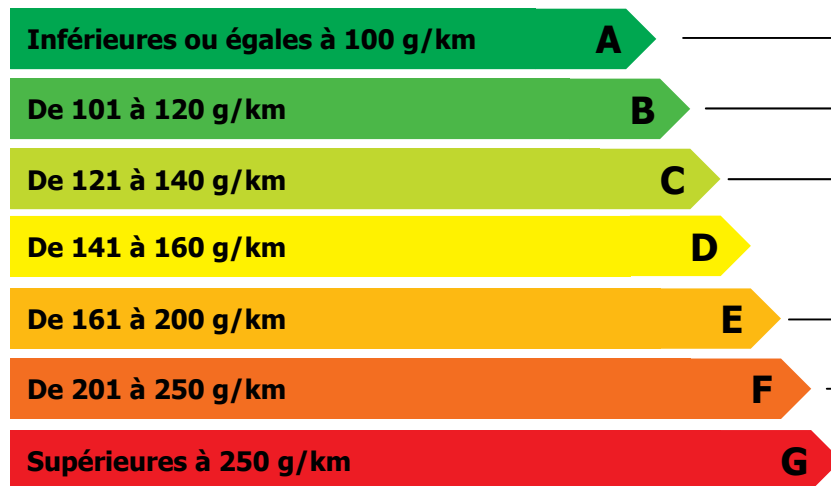 Inférieures ou égales à 100 g/km A
De 101 à 120 g/km B
De 121 à 140 g/km C
De 141 à 160 g/km D
De 161 à 200 g/km E
De 201 à 250 g/km F
Supérieures à 250 g/km G